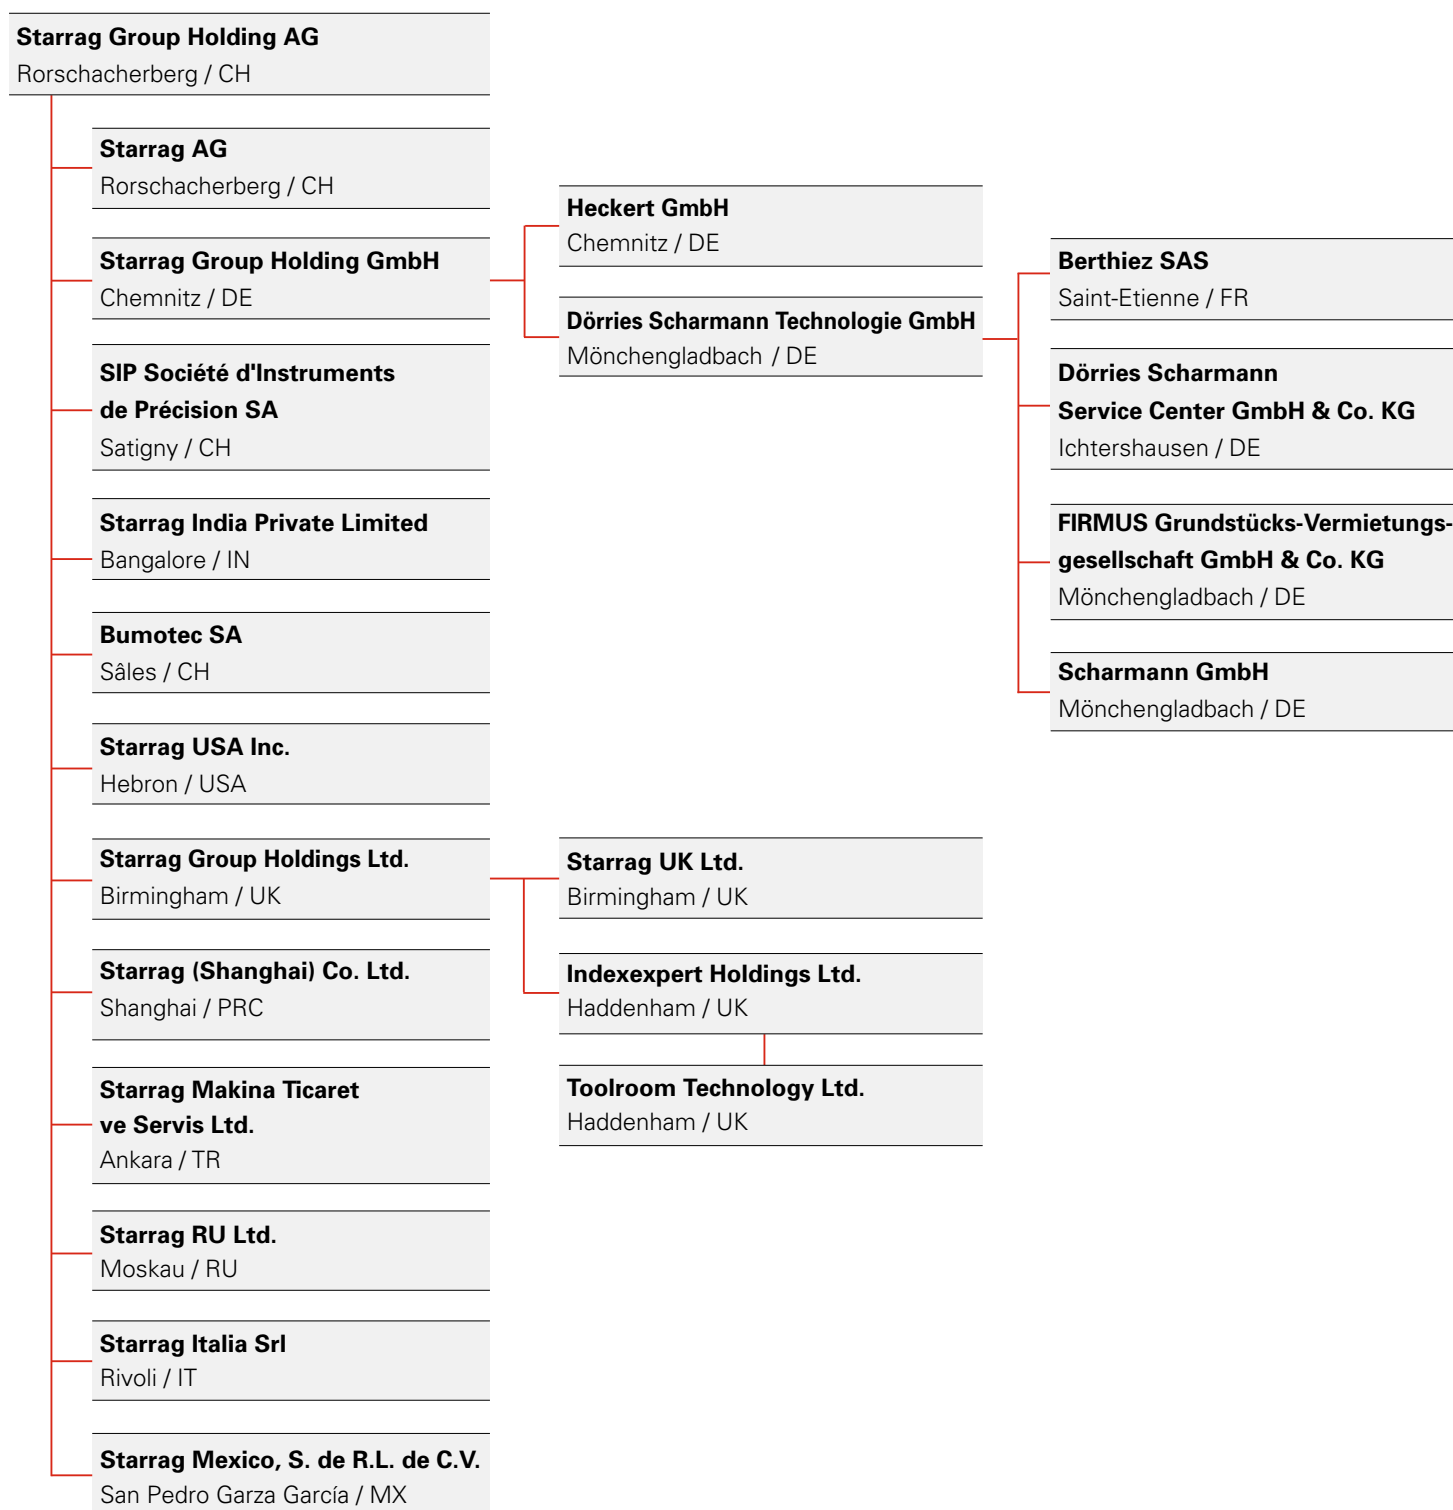 Starrag Group Holding AG
Rorschacherberg / CH
Starrag AG
Rorschacherberg / CH
Starrag Group Holding GmbH
Chemnitz / DE
SIP Société d'Instruments
de Précision SA
Satigny / CH
Starrag India Private Limited
Bangalore / IN
Bumotec SA
Sâles / CH
Starrag USA Inc.
Hebron / USA
Starrag Group Holdings Ltd.
Birmingham / UK
Starrag (Shanghai) Co. Ltd.
Shanghai / PRC
Starrag Makina Ticaret
ve Servis Ltd.
Ankara / TR
Starrag RU Ltd.
Moskau / RU
Starrag Italia Srl
Rivoli / IT
Starrag Mexico, S. de R.L. de C.V.
San Pedro Garza García / MX
Heckert GmbH
Chemnitz / DE
Dörries Scharmann Technologie GmbH
Mönchengladbach / DE
Starrag UK Ltd.
Birmingham / UK
Indexexpert Holdings Ltd.
Haddenham / UK
Toolroom Technology Ltd.
Haddenham / UK
Berthiez SAS
Saint-Etienne / FR
Dörries Scharmann
Service Center GmbH & Co. KG
Ichtershausen / DE
FIRMUS Grundstücks-Vermietungs-
gesellschaft GmbH & Co. KG
Mönchengladbach / DE
Scharmann GmbH
Mönchengladbach / DE